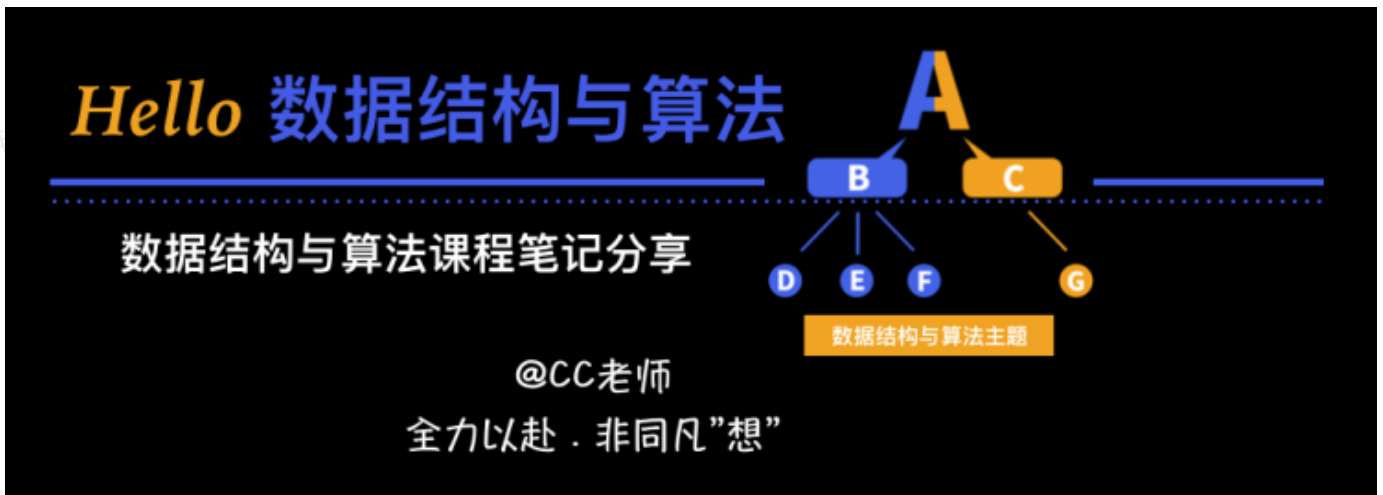 Hello 数据结构与算法
A
B
C
数据结构与算法课程笔记分享
D
E
F
G
数据结构与算法主题
@CC老师
全力以赴.非同凡"想"